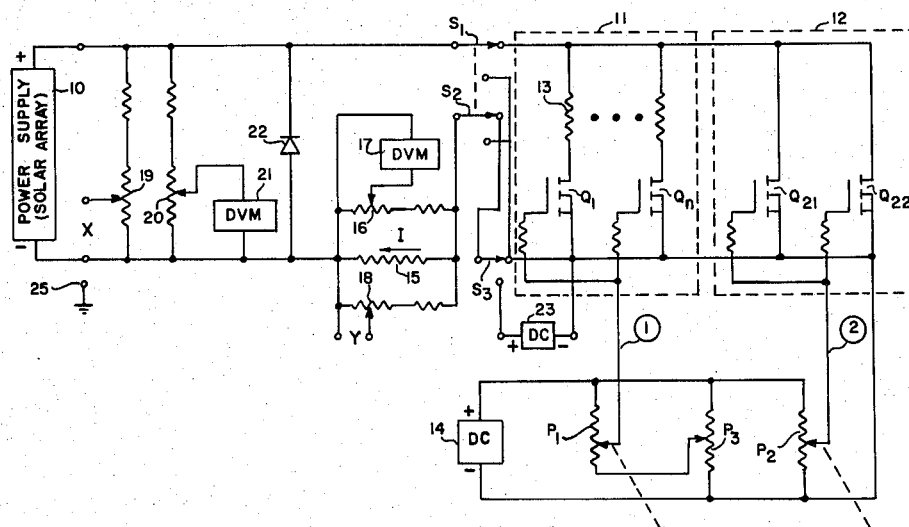 S1
11
12
+
10
POWER SUPPLY
(SOLAR ARRAY)
-
13
S2
22
17
DVM
19
21
20
DVM
X
16
Q1
Qn
Q21
Q22
I
15
18
S3
25
23
+
DC
-
Y
1
2
+
14
DC
-
P1
P3
P2